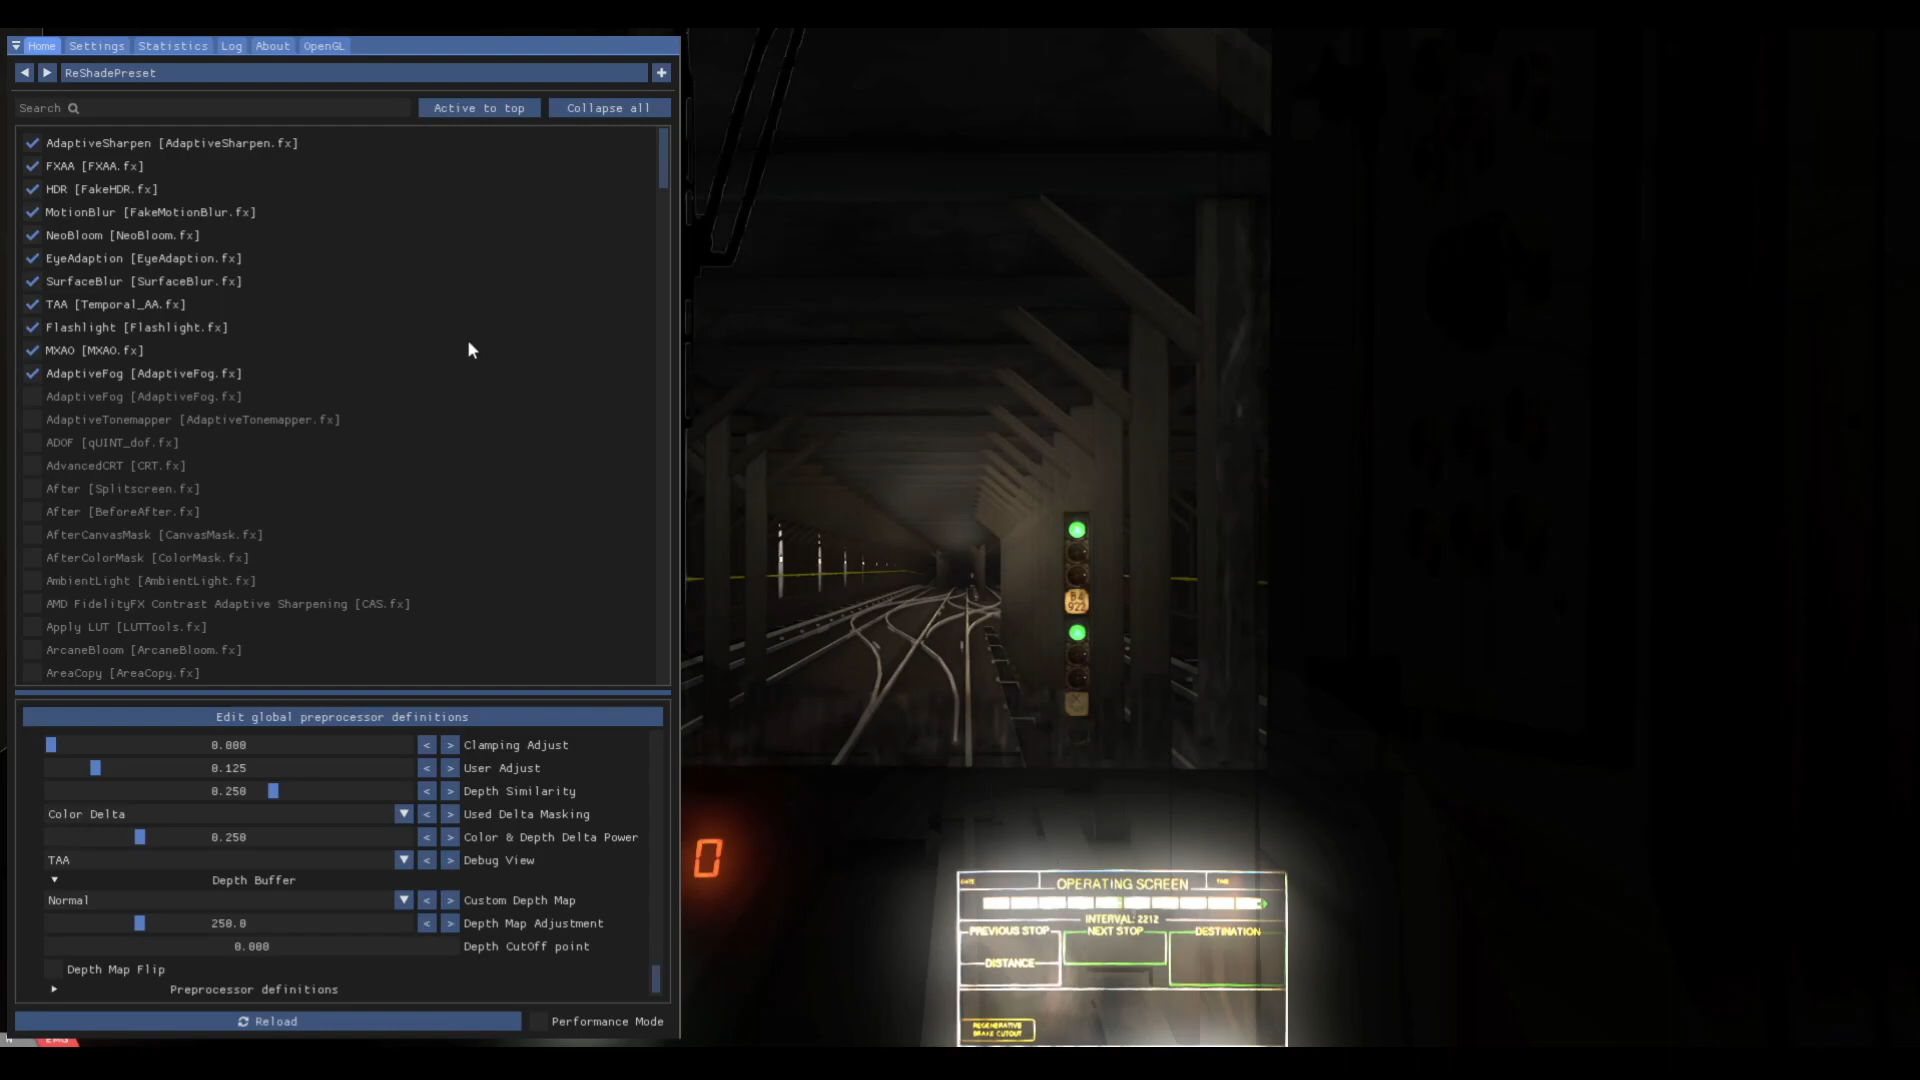 Home Settings Statistics Log About OpenGL
ReShadePreset
Search Active to top Collapse all
AdaptiveSharpen [AdaptiveSharpen.fx]
FXAA [FXAA.fx]
HDR [FakeHDR.fx]
MotionBlur [FakeMotionBlur.fx]
NeoBloom [NeoBloom.fx]
EyeAdaption [EyeAdaption.fx]
SurfaceBlur [SurfaceBlur.fx]
TAA [Temporal_AA.fx]
Flashlight [Flashlight.fx]
MXAO [MXAO.fx]
AdaptiveFog [AdaptiveFog.fx]
AdaptiveFog [AdaptiveFog.fx]
AdaptiveTonemapper [AdaptiveTonemapper.fx]
ADOF [qUINT_dof.fx]
AdvancedCRT [CRT.fx]
After [Splitscreen.fx]
After [BeforeAfter.fx]
AfterCanvasMask [CanvasMask.fx]
AfterColorMask [ColorMask.fx]
AmbientLight [AmbientLight.fx]
AMD FidelityFX Contrast Adaptive Sharpening [CAS.fx]
Apply LUT [LUTTools.fx]
ArcaneBloom [ArcaneBloom.fx]
AreaCopy [AreaCopy.fx]
Edit global preprocessor definitions
0.000 < > Clamping Adjust
0.125 < > User Adjust
0.250 < > Depth Similarity
Color Delta < > Used Delta Masking
0.250 < > Color & Depth Delta Power
TAA < > Debug View
Depth Buffer
Normal < > Custom Depth Map
250.0 < > Depth Map Adjustment
0.000 Depth CutOff point
Depth Map Flip
Preprocessor definitions
Reload Performance Mode
EMG
B4
922
0
DATE OPERATING SCREEN TIME
INTERVAL: 2212
PREVIOUS STOP NEXT STOP DESTINATION
DISTANCE
REGENERATIVE
BRAKE CUTOUT